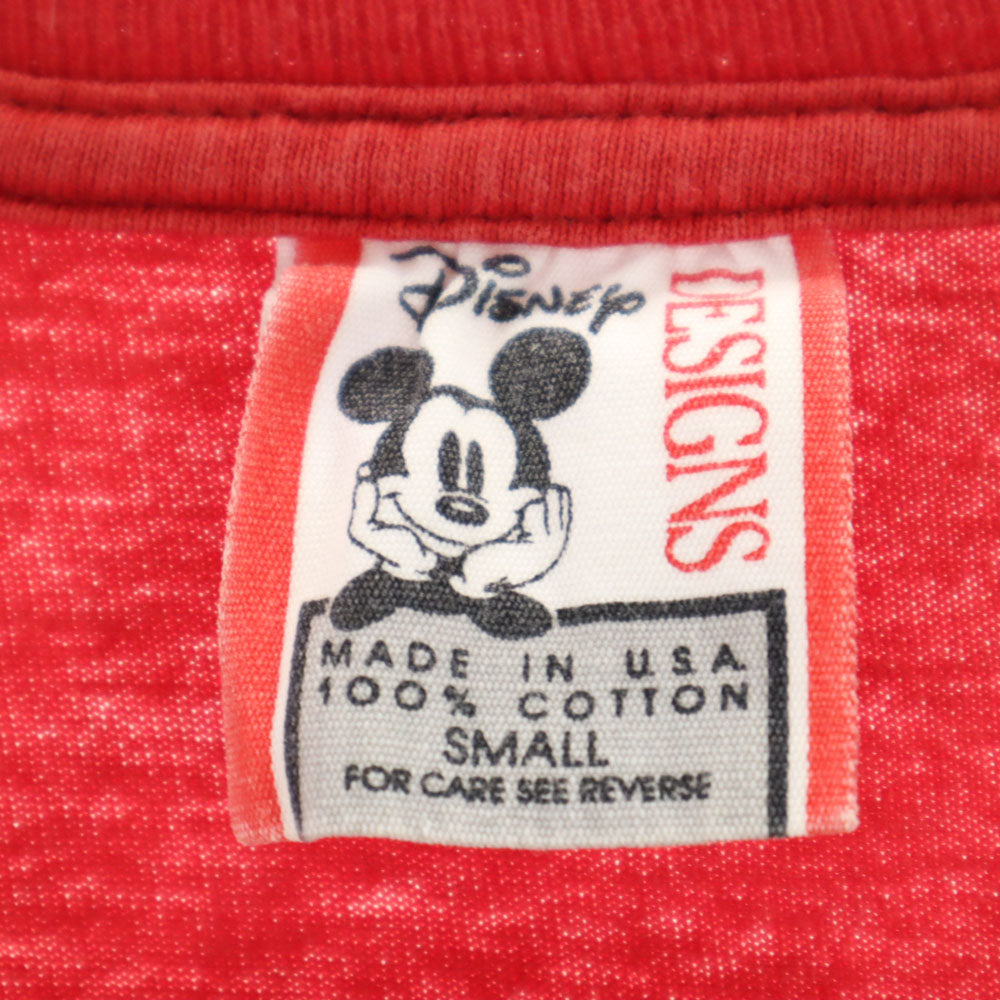 Disney
DESIGNS
MADE IN U.S.A.
100% COTTON
SMALL
FOR CARE SEE REVERSE